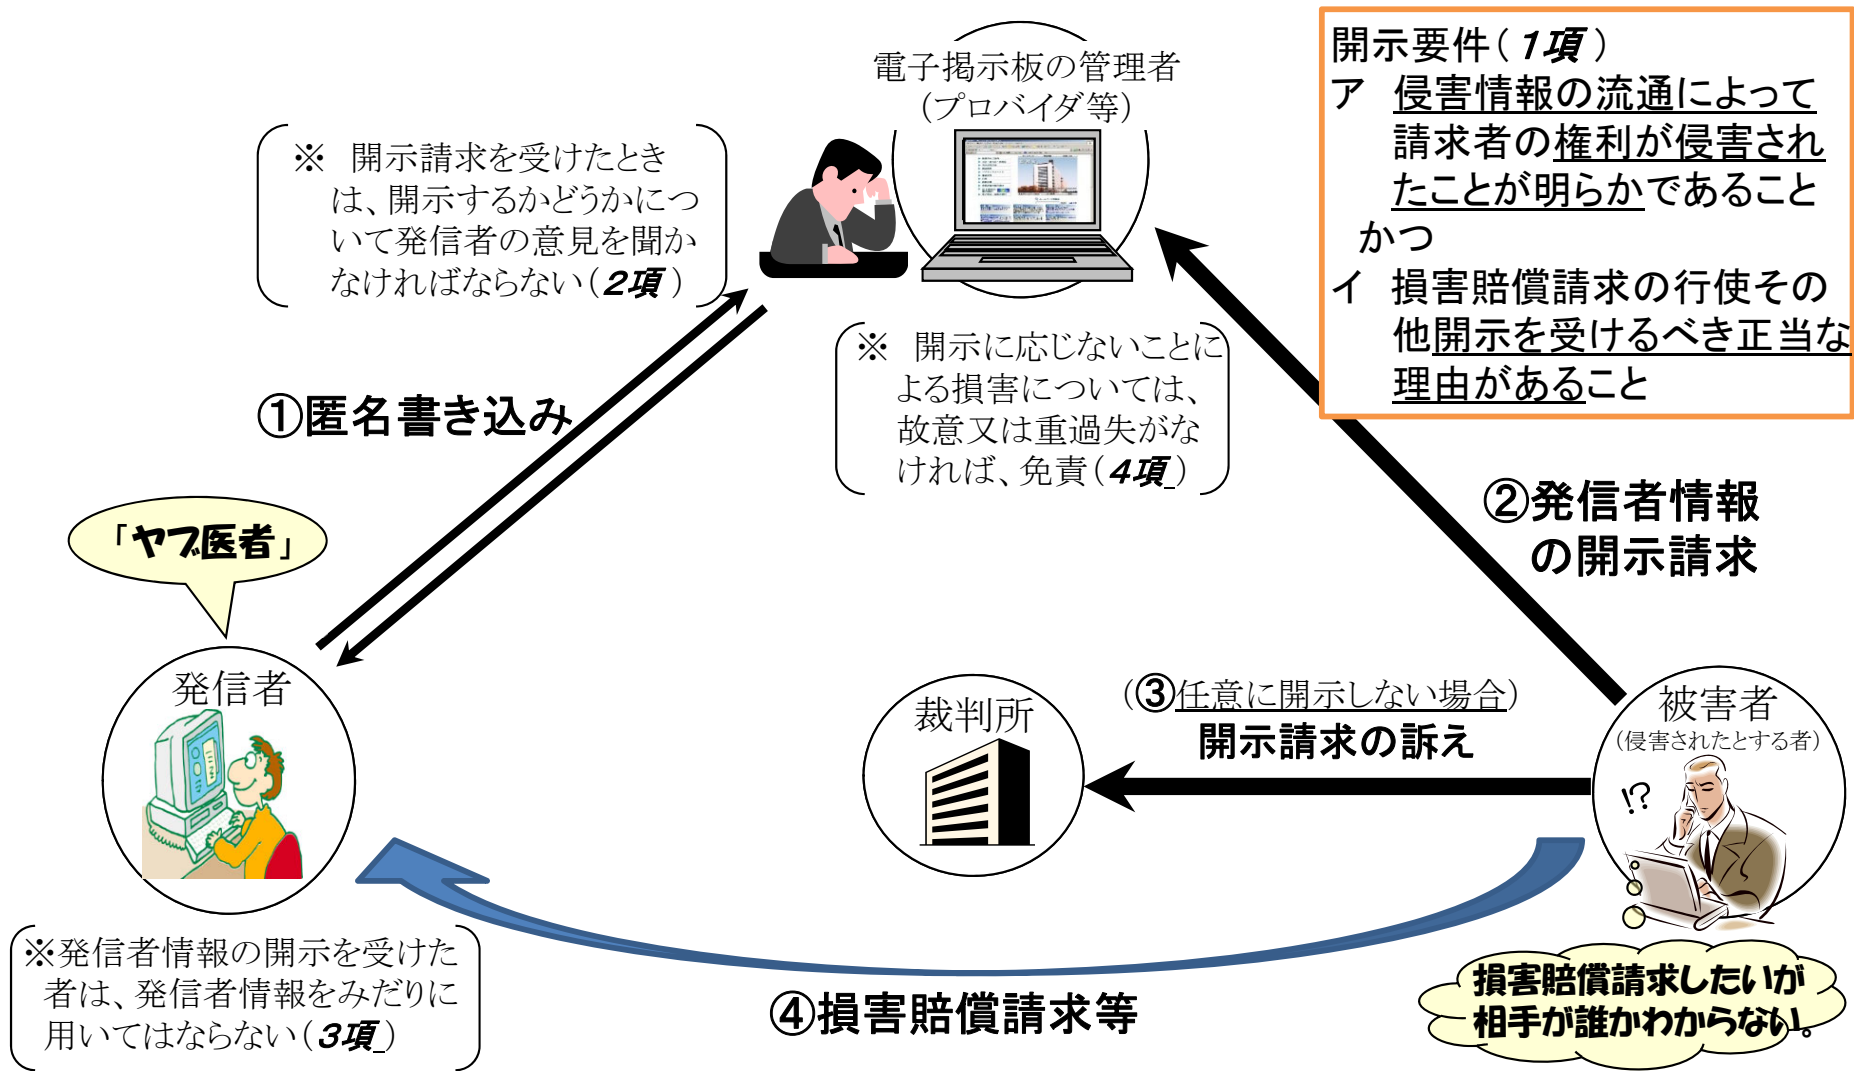 電子掲示板の管理者
(プロバイダ等)
開示要件(1項)
ア 侵害情報の流通によって
請求者の権利が侵害され
たことが明らかであること
かつ
イ 損害賠償請求の行使その
他開示を受けるべき正当な
理由があること
※ 開示請求を受けたとき
は、開示するかどうかにつ
いて発信者の意見を聞か
なければならない(2項)
※ 開示に応じないことに
よる損害については、
故意又は重過失がな
ければ、免責(4項)
①匿名書き込み
②発信者情報
の開示請求
「ヤブ医者」
発信者
裁判所
(③任意に開示しない場合)
開示請求の訴え
被害者
(侵害されたとする者)
!?
※発信者情報の開示を受けた
者は、発信者情報をみだりに
用いてはならない(3項)
④損害賠償請求等
損害賠償請求したいが
相手が誰かわからない。